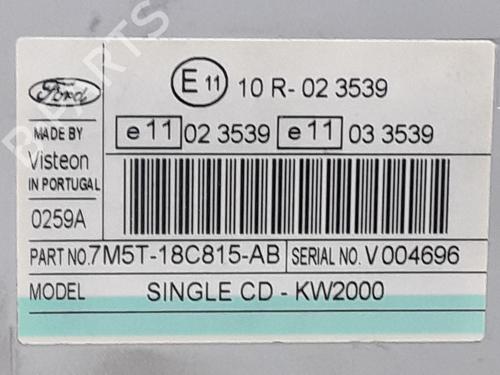 B PARTS
Ford
E 11 10 R- 02 3539
MADE BY
Visteon
IN PORTUGAL
e 11 02 3539 e 11 03 3539
0259A
PART NO. 7M5T-18C815-AB SERIAL NO. V 004696
MODEL SINGLE CD - KW2000